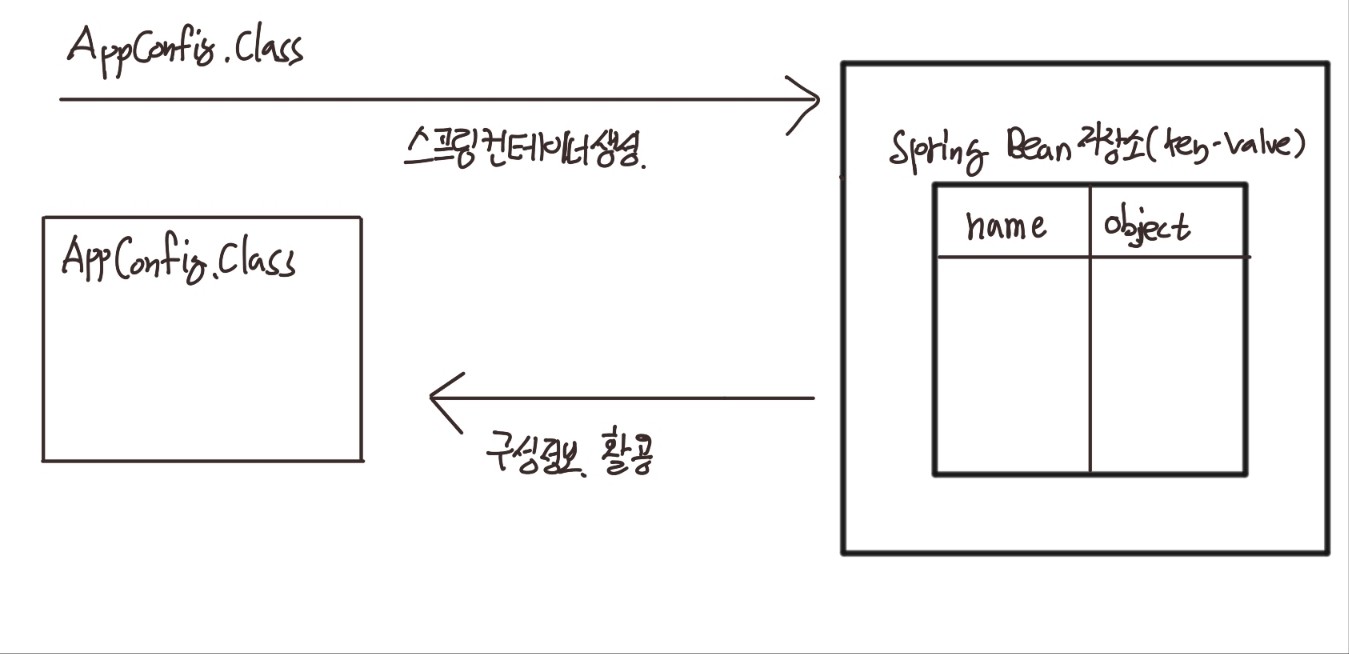 AppConfig.Class
스프링컨테이너생성.
Spring Bean 저장소(key-value)
name
object
AppConfig.Class
구성정보 활용